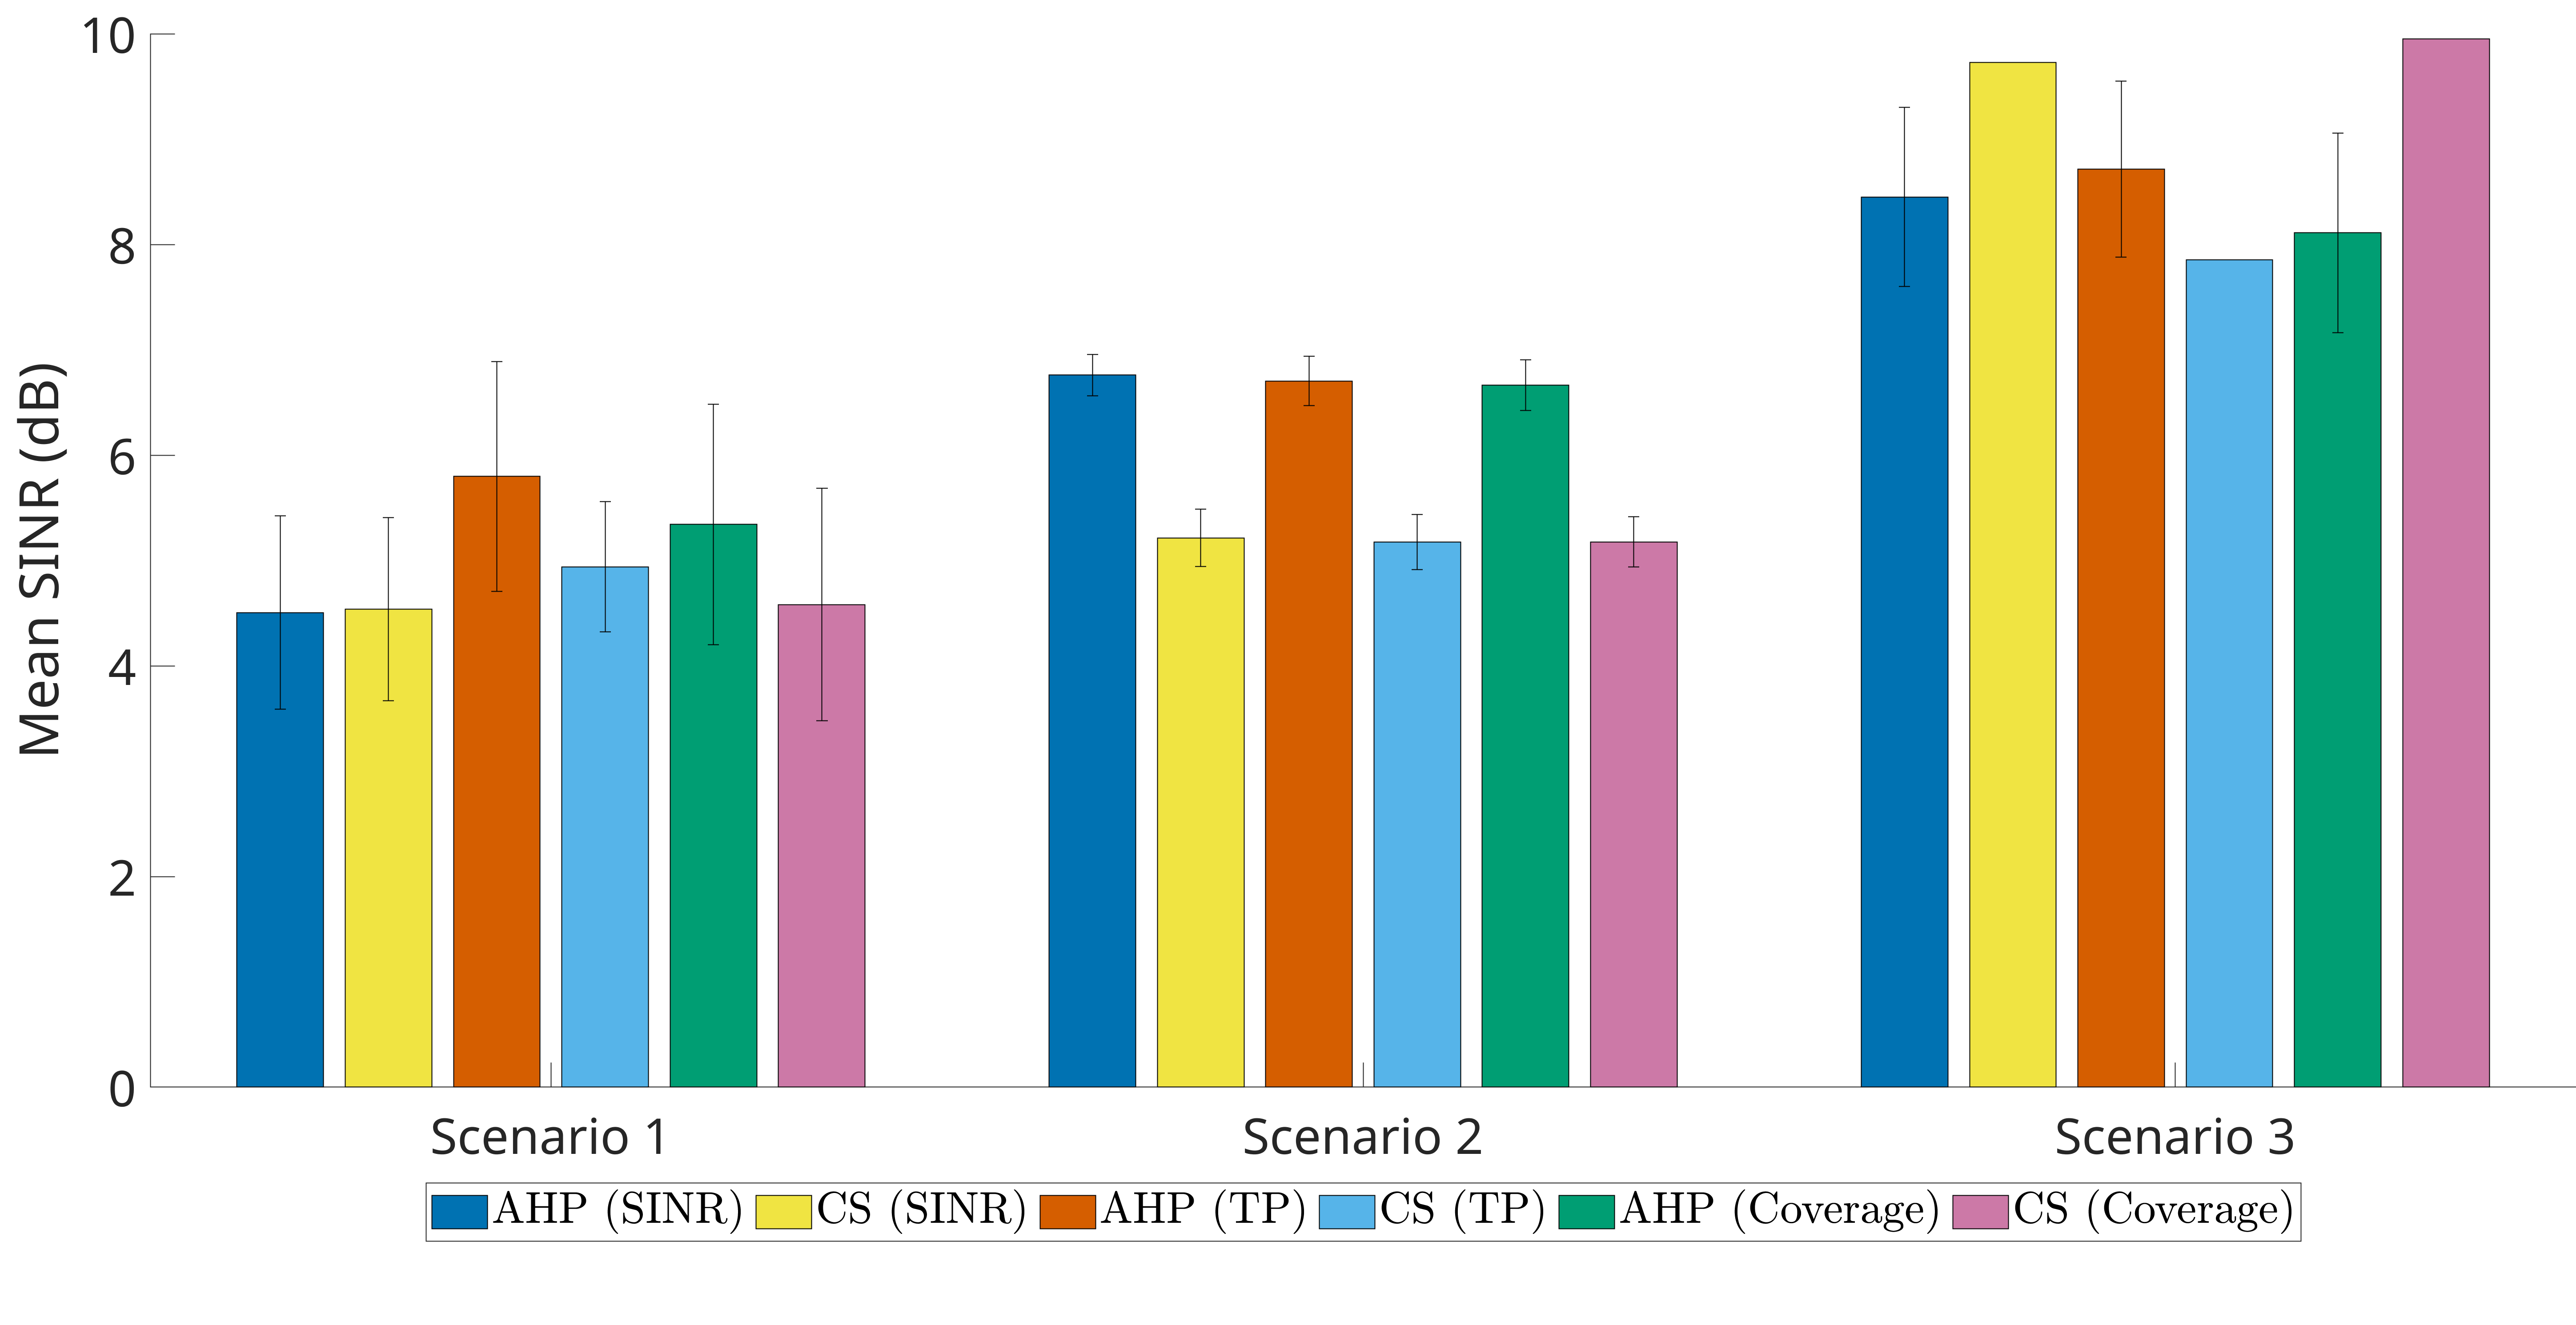 Mean SINR (dB)
10
8
6
4
2
0
Scenario 1 Scenario 2 Scenario 3
AHP (SINR) CS (SINR) AHP (TP) CS (TP) AHP (Coverage) CS (Coverage)